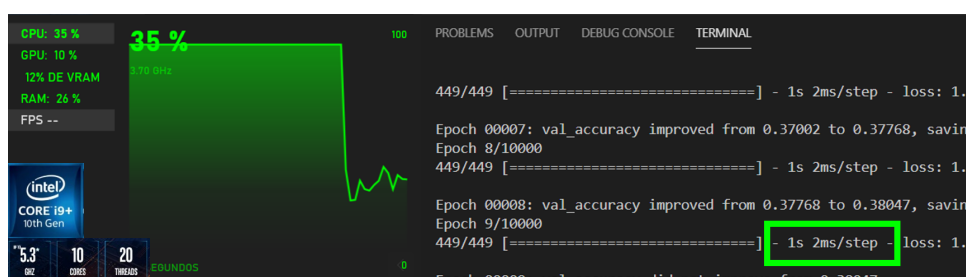 CPU: 35 %
GPU: 10 %
12% DE VRAM
RAM: 26 %
FPS --
35 %
3,70 GHz
100
EGUNDOS
0
intel
CORE i9+
10th Gen
5.3
GHZ
10
CORES
20
THREADS
PROBLEMS OUTPUT DEBUG CONSOLE TERMINAL
449/449 [==============================] - 1s 2ms/step - loss: 1.
Epoch 00007: val_accuracy improved from 0.37002 to 0.37768, savin
Epoch 8/10000
449/449 [==============================] - 1s 2ms/step - loss: 1.
Epoch 00008: val_accuracy improved from 0.37768 to 0.38047, savin
Epoch 9/10000
449/449 [==============================] - 1s 2ms/step - loss: 1.